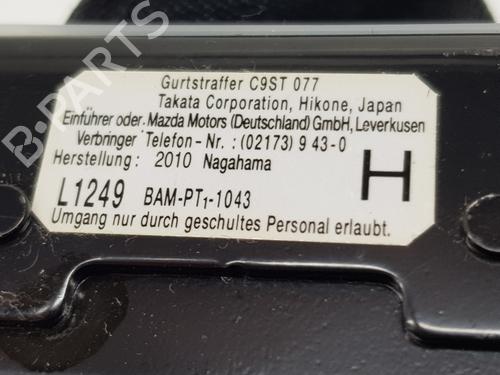 Gurtstraffer C9ST 077
Takata Corporation, Hikone, Japan
Einführer oder Mazda Motors (Deutschland) GmbH, Leverkusen
Verbringer Telefon-Nr.: (02173) 9 43-0
Herstellung: 2010 Nagahama
H
L1249 BAM-PT1-1043
Umgang nur durch geschultes Personal erlaubt.